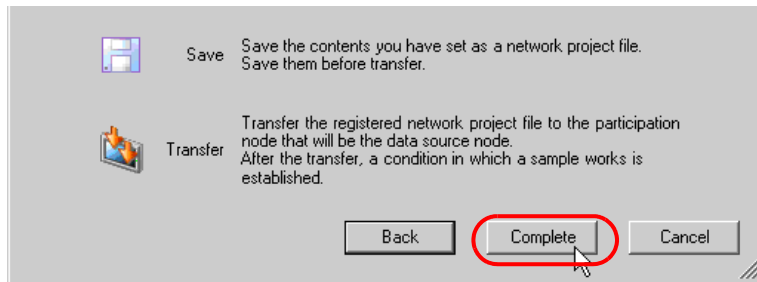 Save
Save the contents you have set as a network project file.
Save them before transfer.
Transfer
Transfer the registered network project file to the participation
node that will be the data source node.
After the transfer, a condition in which a sample works is
established.
Back
Complete
Cancel